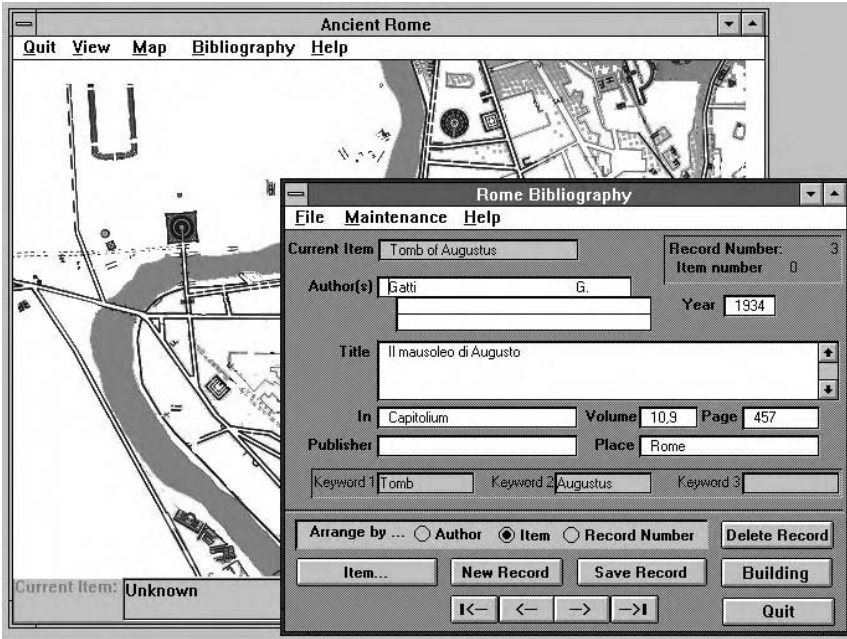 Ancient Rome
Quit View Map Bibliography Help
Rome Bibliography
File Maintenance Help
Current Item Tomb of Augustus
Record Number: 3
Item number 0
Author(s) Gatti G.
Year 1934
Title Il mausoleo di Augusto
In Capitolium Volume 10,9 Page 457
Publisher Place Rome
Keyword 1 Tomb Keyword 2 Augustus Keyword 3
Arrange by ... Author Item Record Number Delete Record
Item... New Record Save Record Building
I<– <– –> –>I Quit
Current Item: Unknown